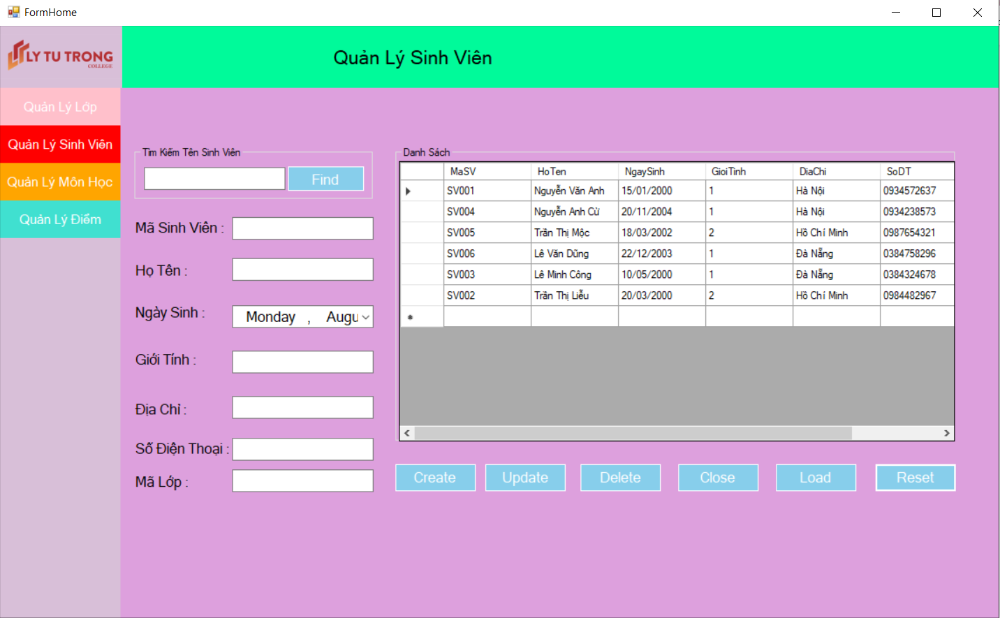 FormHome
LY TU TRONG
COLLEGE
Quản Lý Sinh Viên
Quản Lý Lớp
Quản Lý Sinh Viên
Quản Lý Môn Học
Quản Lý Điểm
Tìm Kiếm Tên Sinh Viên
Find
Mã Sinh Viên :
Họ Tên :
Ngày Sinh :
Monday , Augu
Giới Tính :
Địa Chỉ :
Số Điện Thoại :
Mã Lớp :
Danh Sách
MaSV HoTen NgaySinh GioiTinh DiaChi SoDT
SV001 Nguyễn Văn Anh 15/01/2000 1 Hà Nội 0934572637
SV004 Nguyễn Anh Cừ 20/11/2004 1 Hà Nội 0934238573
SV005 Trần Thị Mộc 18/03/2002 2 Hồ Chí Minh 0987654321
SV006 Lê Văn Dũng 22/12/2003 1 Đà Nẵng 0384758296
SV003 Lê Minh Công 10/05/2000 1 Đà Nẵng 0384324678
SV002 Trần Thị Liễu 20/03/2000 2 Hồ Chí Minh 0984482967
Create Update Delete Close Load Reset